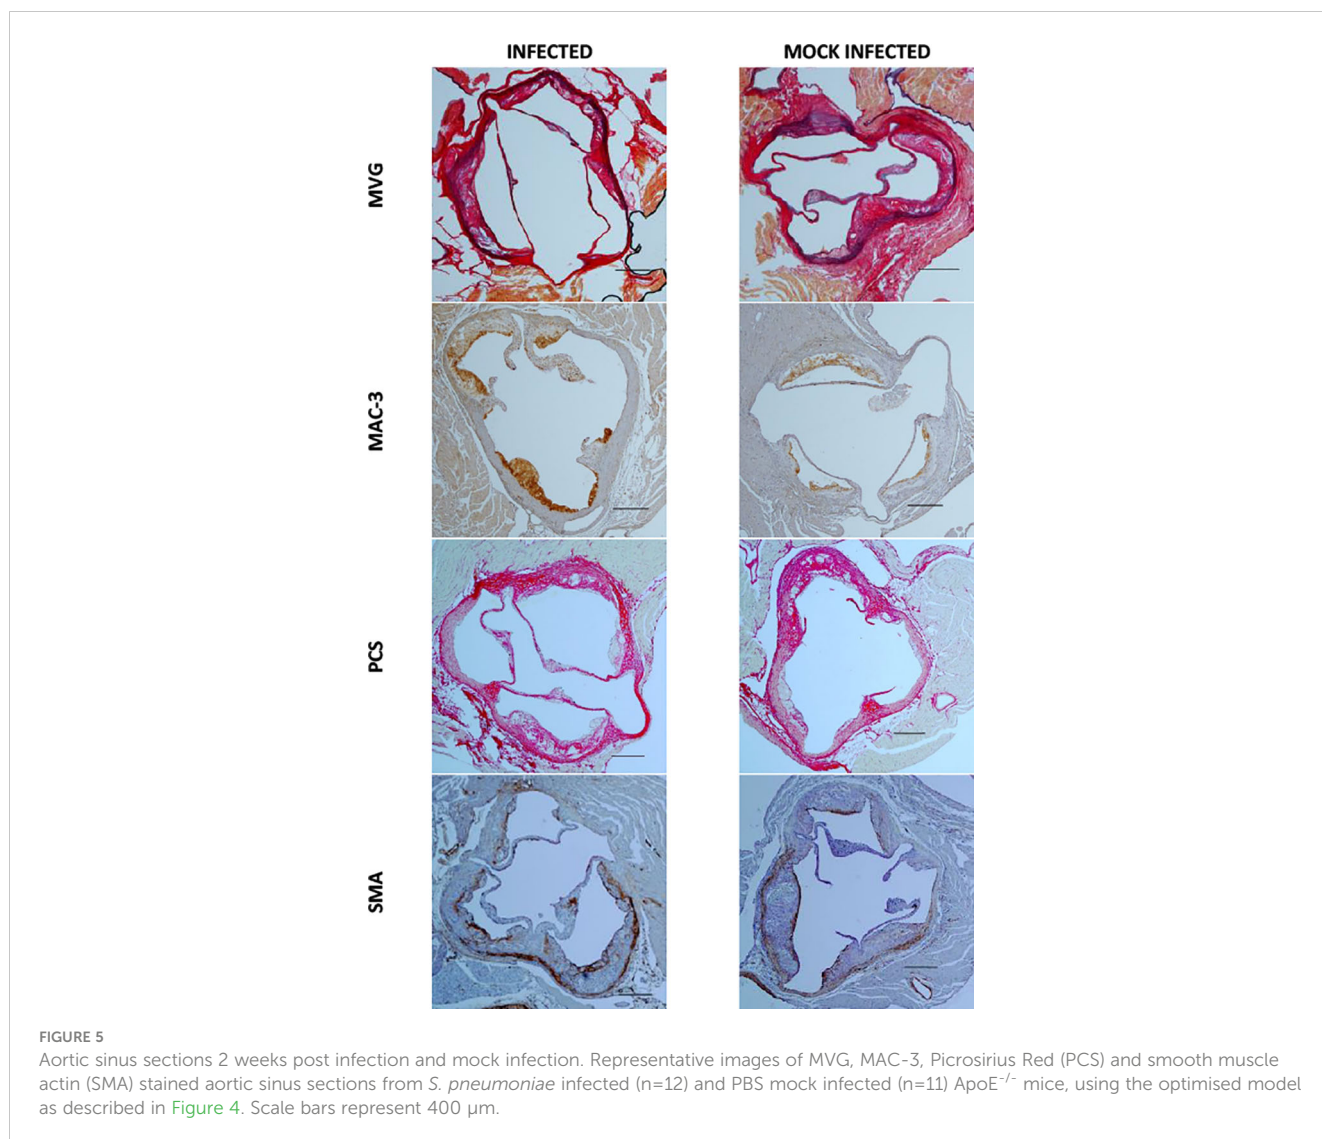 INFECTED
MOCK INFECTED
MVG
MAC-3
PCS
SMA
FIGURE 5
Aortic sinus sections 2 weeks post infection and mock infection. Representative images of MVG, MAC-3, Picrosirius Red (PCS) and smooth muscle
actin (SMA) stained aortic sinus sections from S. pneumoniae infected (n=12) and PBS mock infected (n=11) ApoE-/- mice, using the optimised model
as described in Figure 4. Scale bars represent 400 µm.